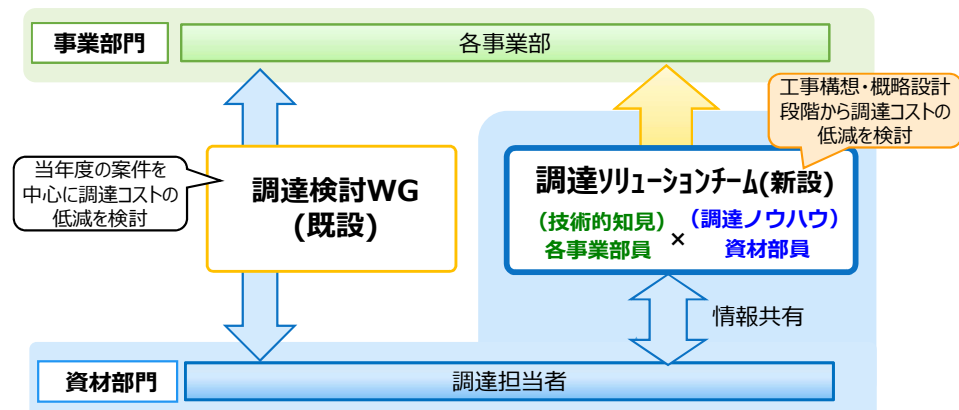 事業部門
各事業部
工事構想・概略設計
段階から調達コストの
低減を検討
当年度の案件を
中心に調達コストの
低減を検討
調達検討WG
(既設)
調達ソリューションチーム(新設)
(技術的知見)
各事業部員
×
(調達ノウハウ)
資材部員
情報共有
資材部門
調達担当者